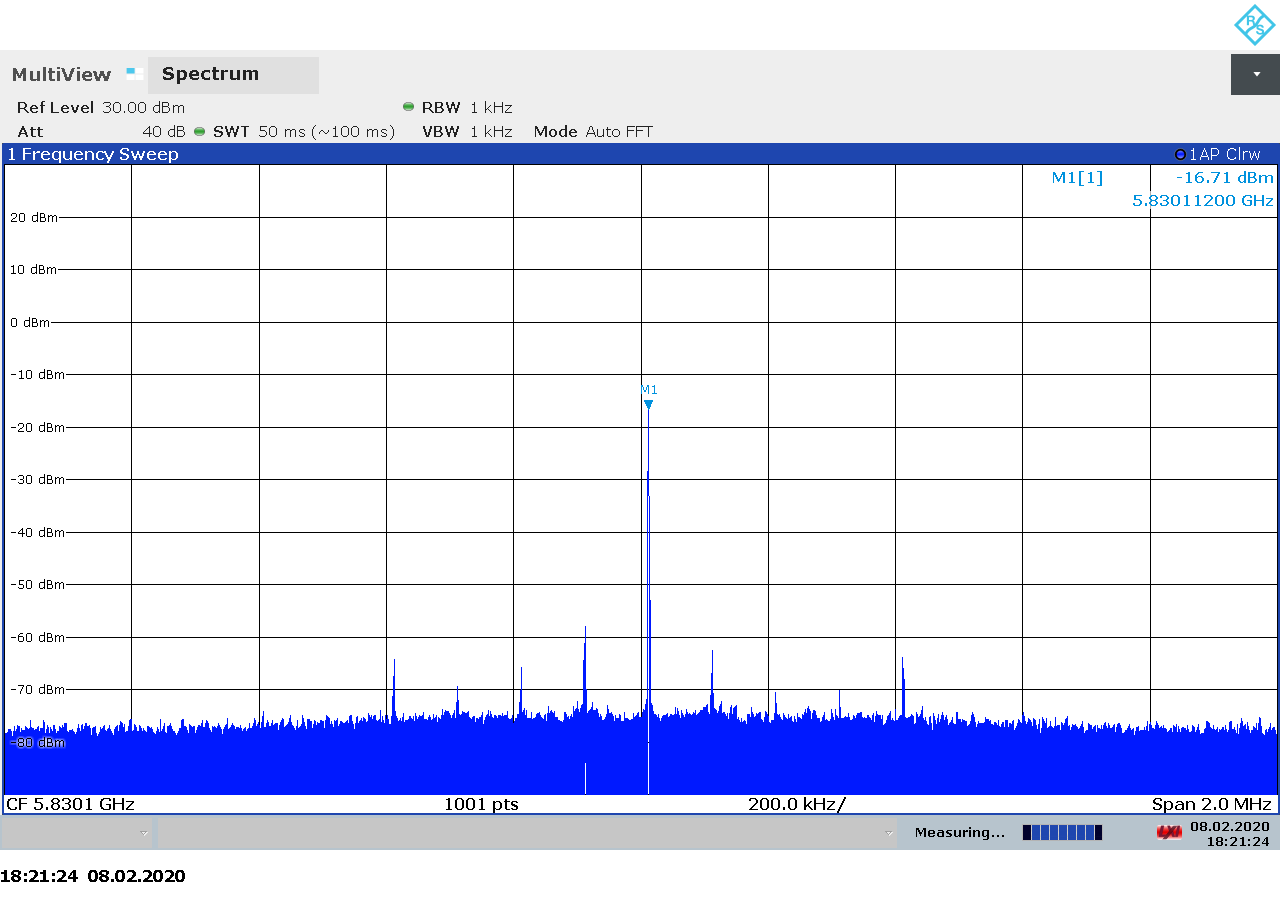 R S
MultiView Spectrum
Ref Level 30.00 dBm RBW 1 kHz
Att 40 dB SWT 50 ms (~100 ms) VBW 1 kHz Mode Auto FFT
1 Frequency Sweep 1AP Clrw
M1[1] -16.71 dBm
5.83011200 GHz
20 dBm
10 dBm
0 dBm
-10 dBm
M1
-20 dBm
-30 dBm
-40 dBm
-50 dBm
-60 dBm
-70 dBm
-80 dBm
CF 5.8301 GHz 1001 pts 200.0 kHz/ Span 2.0 MHz
Measuring... LXI 08.02.2020
18:21:24
18:21:24 08.02.2020